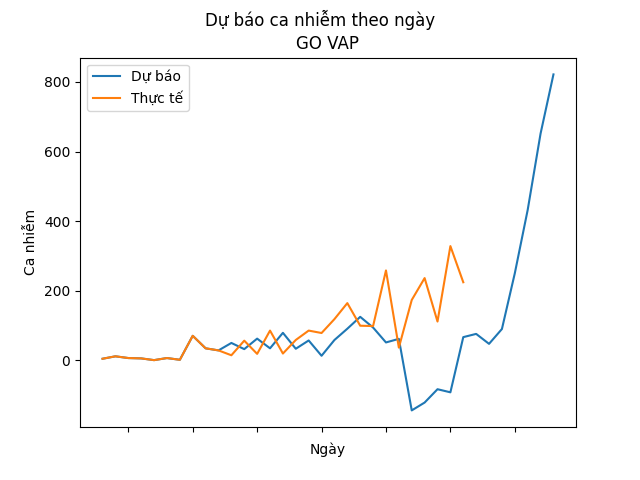 Dự báo ca nhiễm theo ngày
GO VAP
Dự báo
Thực tế
800
600
400
200
0
Ca nhiễm
Ngày